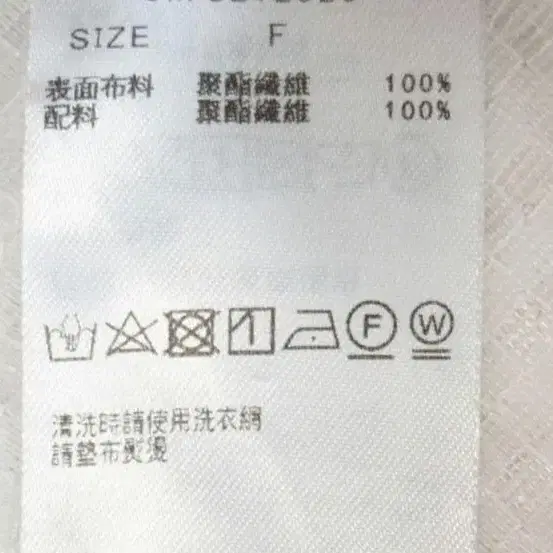 SIZE F
表面布料 聚酯纖維 100%
配料 聚酯纖維 100%
F W
清洗時請使用洗衣網
請墊布熨燙